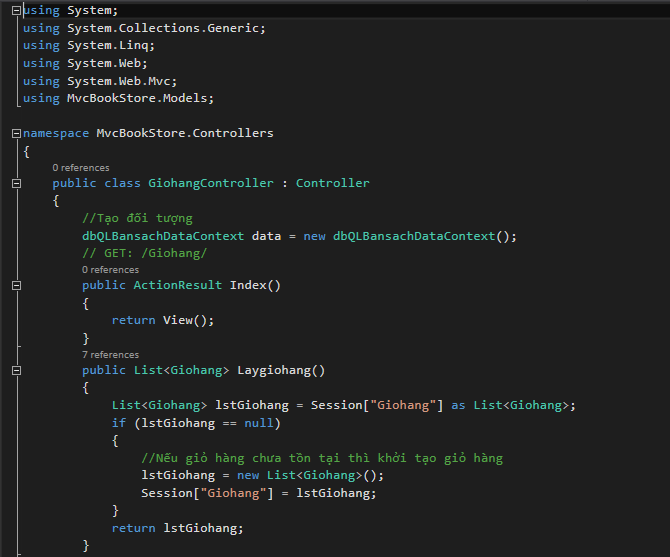 using System;
using System.Collections.Generic;
using System.Linq;
using System.Web;
using System.Web.Mvc;
using MvcBookStore.Models;
namespace MvcBookStore.Controllers
{
0 references
public class GiohangController : Controller
{
//Tạo đối tượng
dbQLBansachDataContext data = new dbQLBansachDataContext();
// GET: /Giohang/
0 references
public ActionResult Index()
{
return View();
}
7 references
public List<Giohang> Laygiohang()
{
List<Giohang> lstGiohang = Session["Giohang"] as List<Giohang>;
if (lstGiohang == null)
{
//Nếu giỏ hàng chưa tồn tại thì khởi tạo giỏ hàng
lstGiohang = new List<Giohang>();
Session["Giohang"] = lstGiohang;
}
return lstGiohang;
}